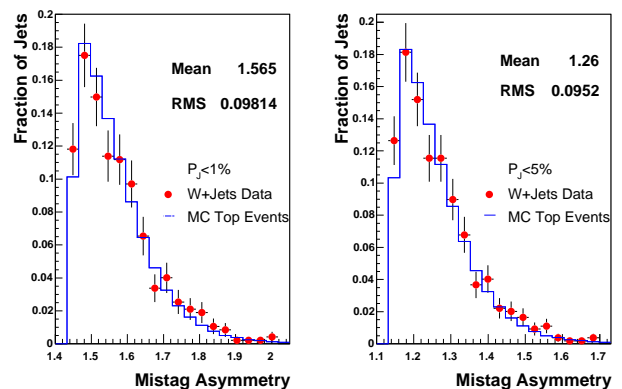 Fraction of Jets
0.2
0.18
0.16
0.14
0.12
0.1
0.08
0.06
0.04
0.02
0
1.4 1.5 1.6 1.7 1.8 1.9 2
Mistag Asymmetry
Mean 1.565
RMS 0.09814
P_J<1%
W+Jets Data
MC Top Events
Fraction of Jets
0.2
0.18
0.16
0.14
0.12
0.1
0.08
0.06
0.04
0.02
0
1.1 1.2 1.3 1.4 1.5 1.6 1.7
Mistag Asymmetry
Mean 1.26
RMS 0.0952
P_J<5%
W+Jets Data
MC Top Events